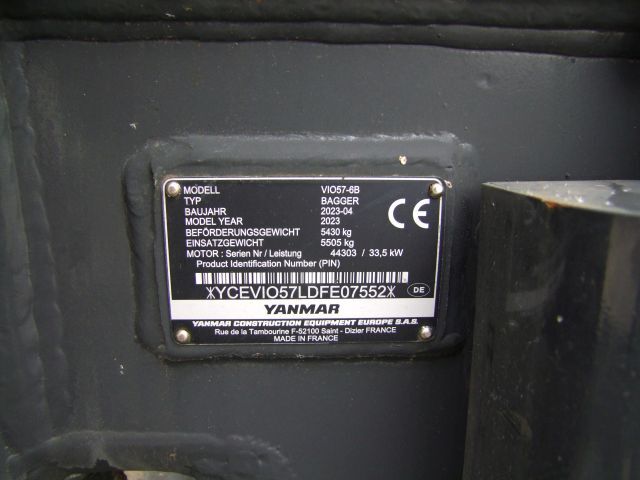 MODELL VIO57-6B
TYP BAGGER
BAUJAHR 2023-04
MODEL YEAR 2023
BEFÖRDERUNGSGEWICHT 5430 kg
EINSATZGEWICHT 5505 kg
MOTOR : Serien Nr / Leistung 44303 / 33,5 kW
Product Identification Number (PIN)
CE
*YCEVIO57LDFE07552*
DE
YANMAR
YANMAR CONSTRUCTION EQUIPMENT EUROPE S.A.S.
Rue de la Tambourine F-52100 Saint - Dizier FRANCE
MADE IN FRANCE